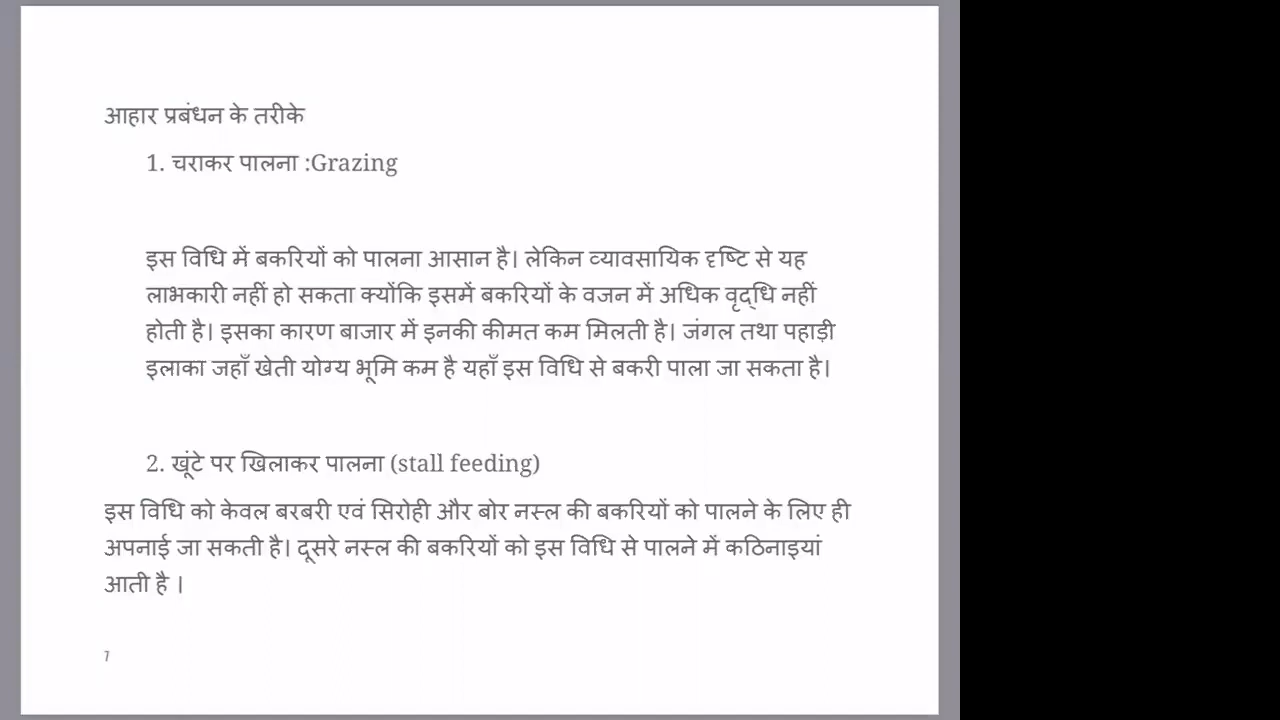 आहार प्रबंधन के तरीके
1. चराकर पालना :Grazing
इस विधि में बकरियों को पालना आसान है। लेकिन व्यावसायिक दृष्टि से यह
लाभकारी नहीं हो सकता क्योंकि इसमें बकरियों के वजन में अधिक वृद्धि नहीं
होती है। इसका कारण बाजार में इनकी कीमत कम मिलती है। जंगल तथा पहाड़ी
इलाका जहाँ खेती योग्य भूमि कम है यहाँ इस विधि से बकरी पाला जा सकता है।
2. खूंटे पर खिलाकर पालना (stall feeding)
इस विधि को केवल बरबरी एवं सिरोही और बोर नस्ल की बकरियों को पालने के लिए ही
अपनाई जा सकती है। दूसरे नस्ल की बकरियों को इस विधि से पालने में कठिनाइयां
आती है ।
7